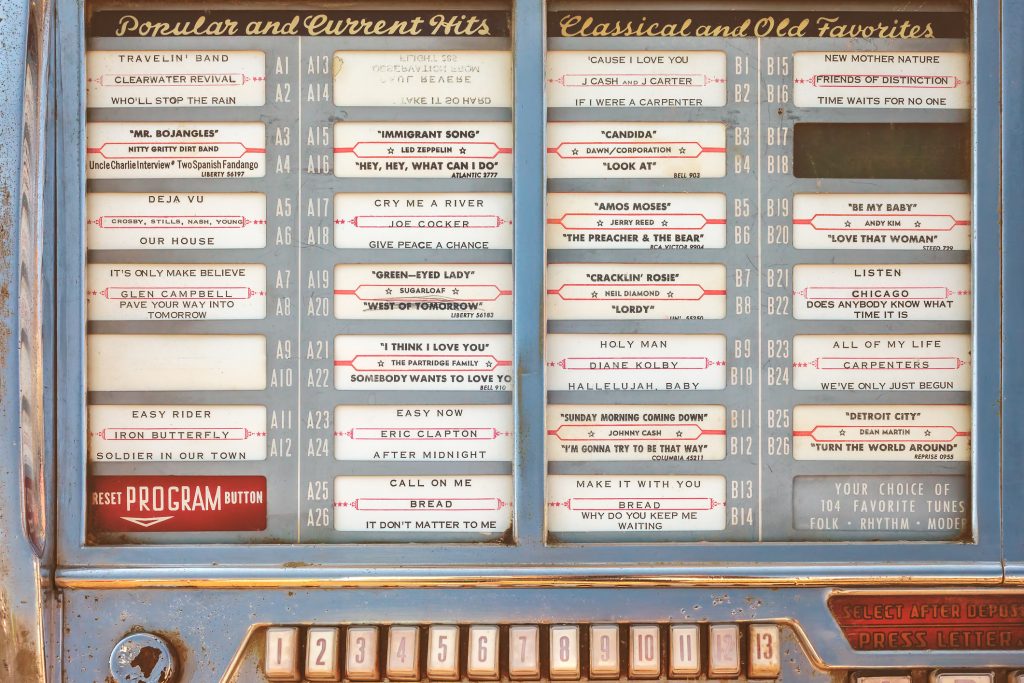 Popular and Current Hits
TRAVELIN' BAND
CLEARWATER REVIVAL
WHO'LL STOP THE RAIN
A1
A2
"MR. BOJANGLES"
NITTY GRITTY DIRT BAND
Uncle Charlie Interview" Two Spanish Fandango
LIBERTY 56197
A3
A4
DEJA VU
CROSBY, STILLS, NASH, YOUNG
OUR HOUSE
A5
A6
IT'S ONLY MAKE BELIEVE
GLEN CAMPBELL
PAVE YOUR WAY INTO
TOMORROW
A7
A8
A9
A10
EASY RIDER
IRON BUTTERFLY
SOLDIER IN OUR TOWN
A11
A12
RESET PROGRAM BUTTON
A13
A14
OBSERVATION FROM
PAUL REVERE
TAKE IT SO HARD
A15
A16
"IMMIGRANT SONG"
LED ZEPPELIN
"HEY, HEY, WHAT CAN I DO"
ATLANTIC 2777
A17
A18
CRY ME A RIVER
JOE COCKER
GIVE PEACE A CHANCE
A19
A20
"GREEN-EYED LADY"
SUGARLOAF
"WEST OF TOMORROW"
LIBERTY 56183
A21
A22
"I THINK I LOVE YOU"
THE PARTRIDGE FAMILY
SOMEBODY WANTS TO LOVE YO
BELL 910
A23
A24
EASY NOW
ERIC CLAPTON
AFTER MIDNIGHT
A25
A26
CALL ON ME
BREAD
IT DON'T MATTER TO ME
Classical and Old Favorites
'CAUSE I LOVE YOU
J CASH AND J CARTER
IF I WERE A CARPENTER
B1
B2
"CANDIDA"
DAWN/CORPORATION
"LOOK AT"
BELL 903
B3
B4
"AMOS MOSES"
JERRY REED
"THE PREACHER & THE BEAR"
RCA VICTOR 9904
B5
B6
"CRACKLIN' ROSIE"
NEIL DIAMOND
"LORDY"
UNI 55250
B7
B8
HOLY MAN
DIANE KOLBY
HALLELUJAH, BABY
B9
B10
"SUNDAY MORNING COMING DOWN"
JOHNNY CASH
"I'M GONNA TRY TO BE THAT WAY"
COLUMBIA 45211
B11
B12
MAKE IT WITH YOU
BREAD
WHY DO YOU KEEP ME
WAITING
B13
B14
B15
B16
NEW MOTHER NATURE
FRIENDS OF DISTINCTION
TIME WAITS FOR NO ONE
B17
B18
B19
B20
"BE MY BABY"
ANDY KIM
"LOVE THAT WOMAN"
STEED 729
B21
B22
LISTEN
CHICAGO
DOES ANYBODY KNOW WHAT
TIME IT IS
B23
B24
ALL OF MY LIFE
CARPENTERS
WE'VE ONLY JUST BEGUN
B25
B26
"DETROIT CITY"
DEAN MARTIN
"TURN THE WORLD AROUND"
REPRISE 0955
YOUR CHOICE OF
104 FAVORITE TUNES
FOLK • RHYTHM • MODER
SELECT AFTER DEPOS
PRESS LETTER
1 2 3 4 5 6 7 8 9 10 11 12 13